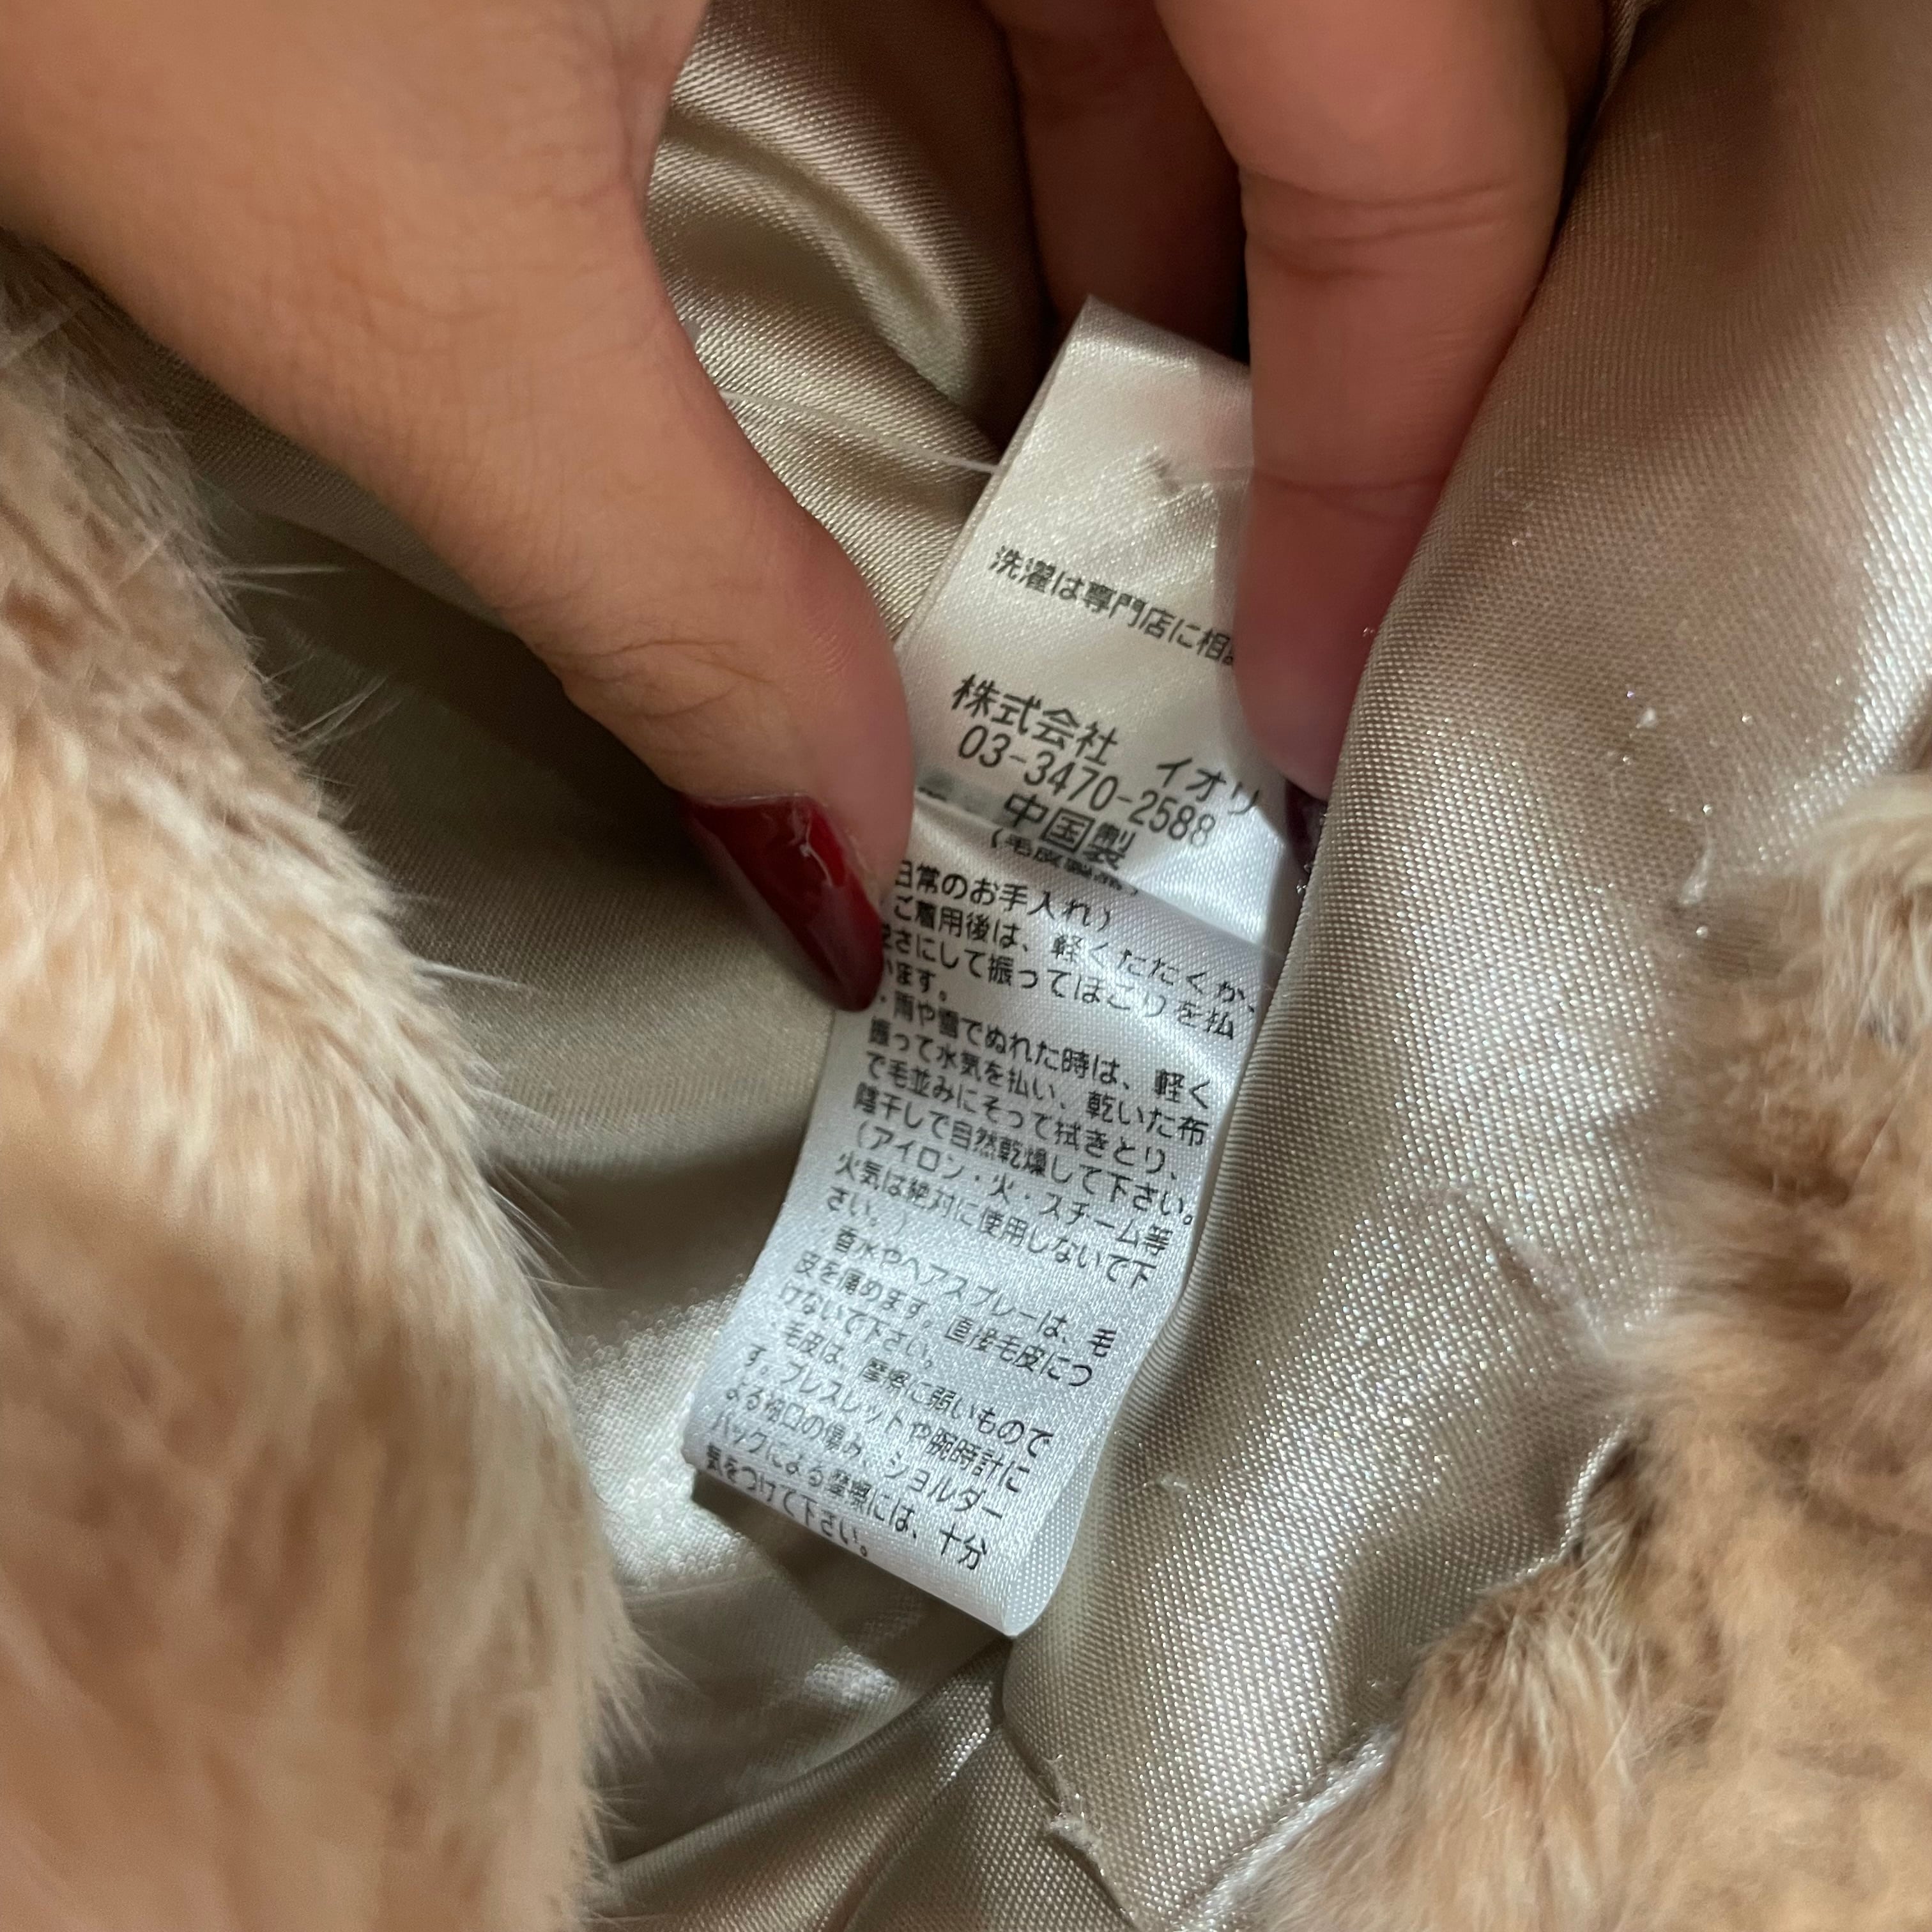 洗濯は専門店に相
株式会社 イオリ
03-3470-2588
中国製
(毛皮製品)
日常のお手入れ)
ご着用後は、軽くたたくか、
逆さにして振ってほこりを払
います。
・雨や雪でぬれた時は、軽く
振って水気を払い、乾いた布
で毛並みにそって拭きとり、
陰干しで自然乾燥して下さい。
(アイロン・火・スチーム等
火気は絶対に使用しないで下
さい。
・香水やヘアスプレーは、毛
皮を痛めます。直接毛皮につ
けないで下さい。
・毛皮は、摩擦に弱いもので
す。ブレスレットや腕時計に
よる袖口の傷み、ショルダー
バックによる摩擦には、十分
気をつけて下さい。